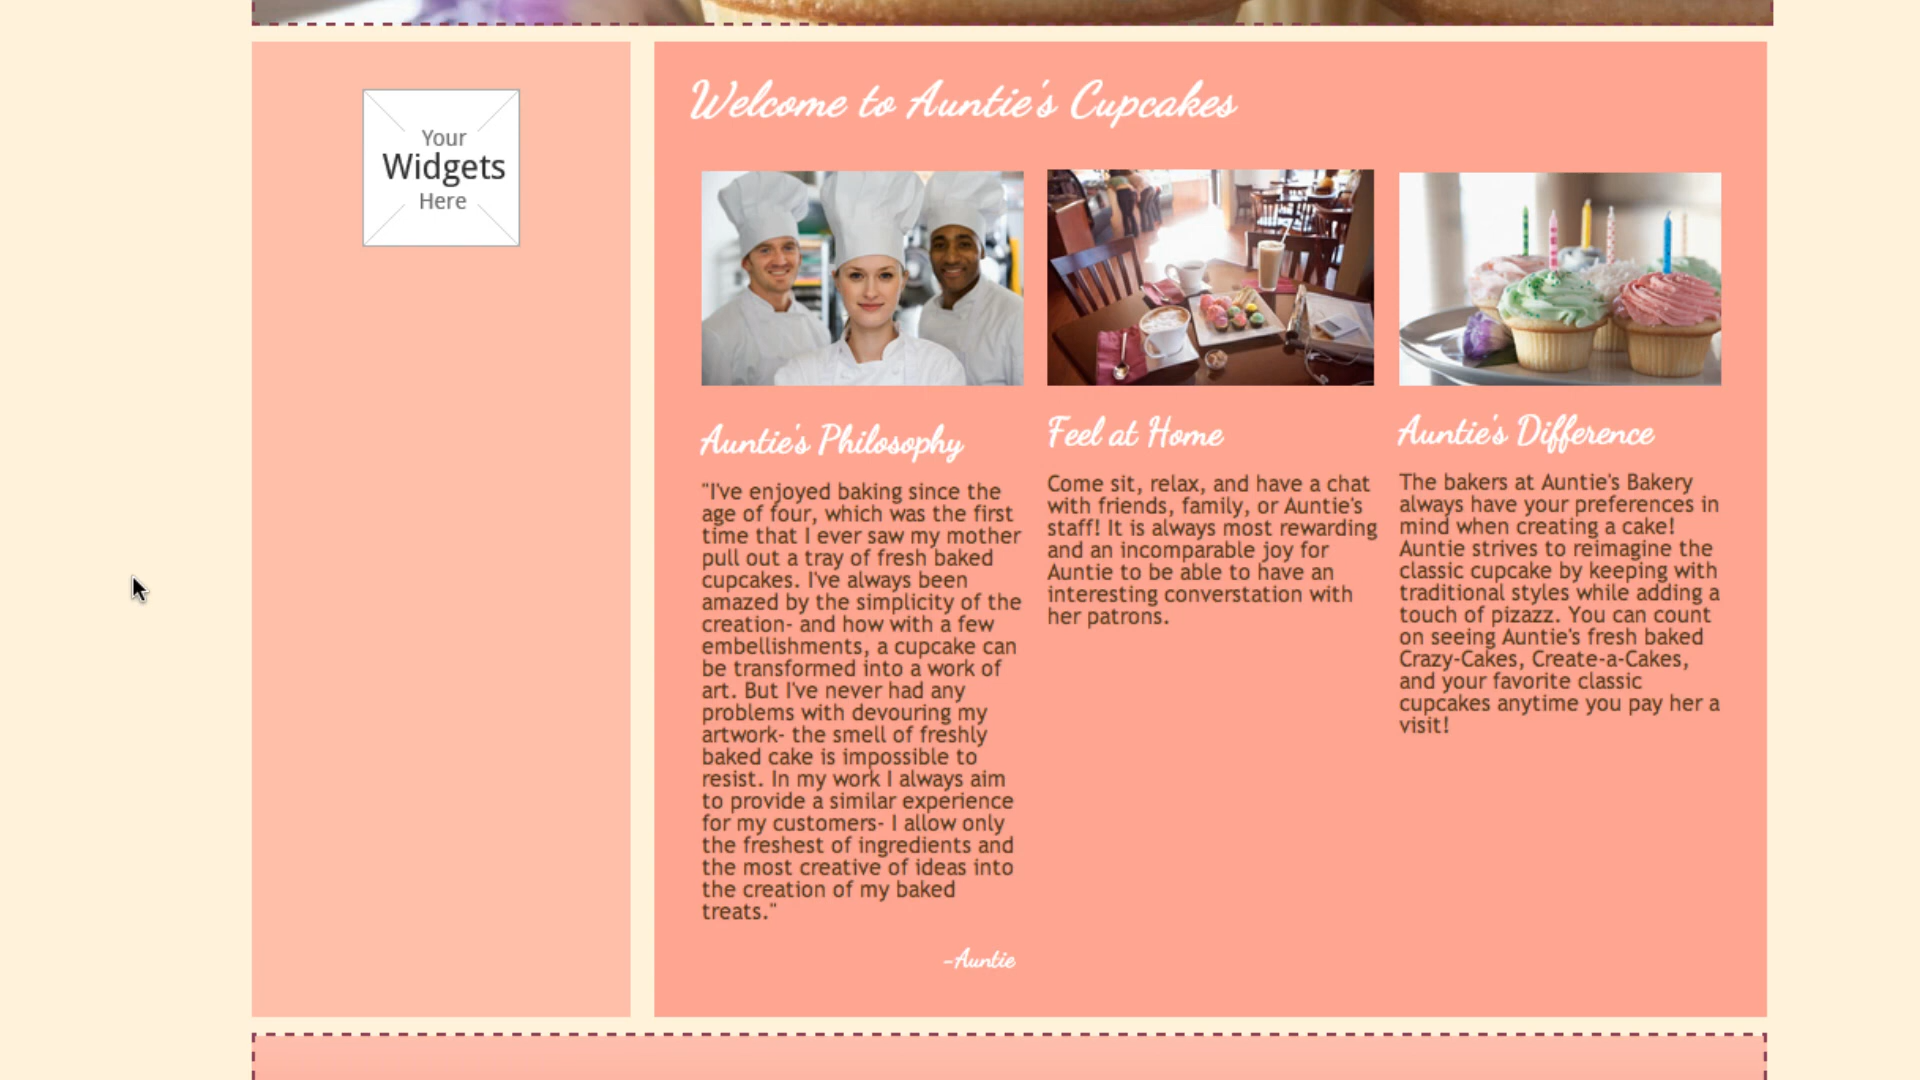 Your
Widgets
Here
Welcome to Auntie's Cupcakes
Auntie's Philosophy
"I've enjoyed baking since the
age of four, which was the first
time that I ever saw my mother
pull out a tray of fresh baked
cupcakes. I've always been
amazed by the simplicity of the
creation- and how with a few
embellishments, a cupcake can
be transformed into a work of
art. But I've never had any
problems with devouring my
artwork- the smell of freshly
baked cake is impossible to
resist. In my work I always aim
to provide a similar experience
for my customers- I allow only
the freshest of ingredients and
the most creative of ideas into
the creation of my baked
treats."
-Auntie
Feel at Home
Come sit, relax, and have a chat
with friends, family, or Auntie's
staff! It is always most rewarding
and an incomparable joy for
Auntie to be able to have an
interesting converstation with
her patrons.
Auntie's Difference
The bakers at Auntie's Bakery
always have your preferences in
mind when creating a cake!
Auntie strives to reimagine the
classic cupcake by keeping with
traditional styles while adding a
touch of pizazz. You can count
on seeing Auntie's fresh baked
Crazy-Cakes, Create-a-Cakes,
and your favorite classic
cupcakes anytime you pay her a
visit!